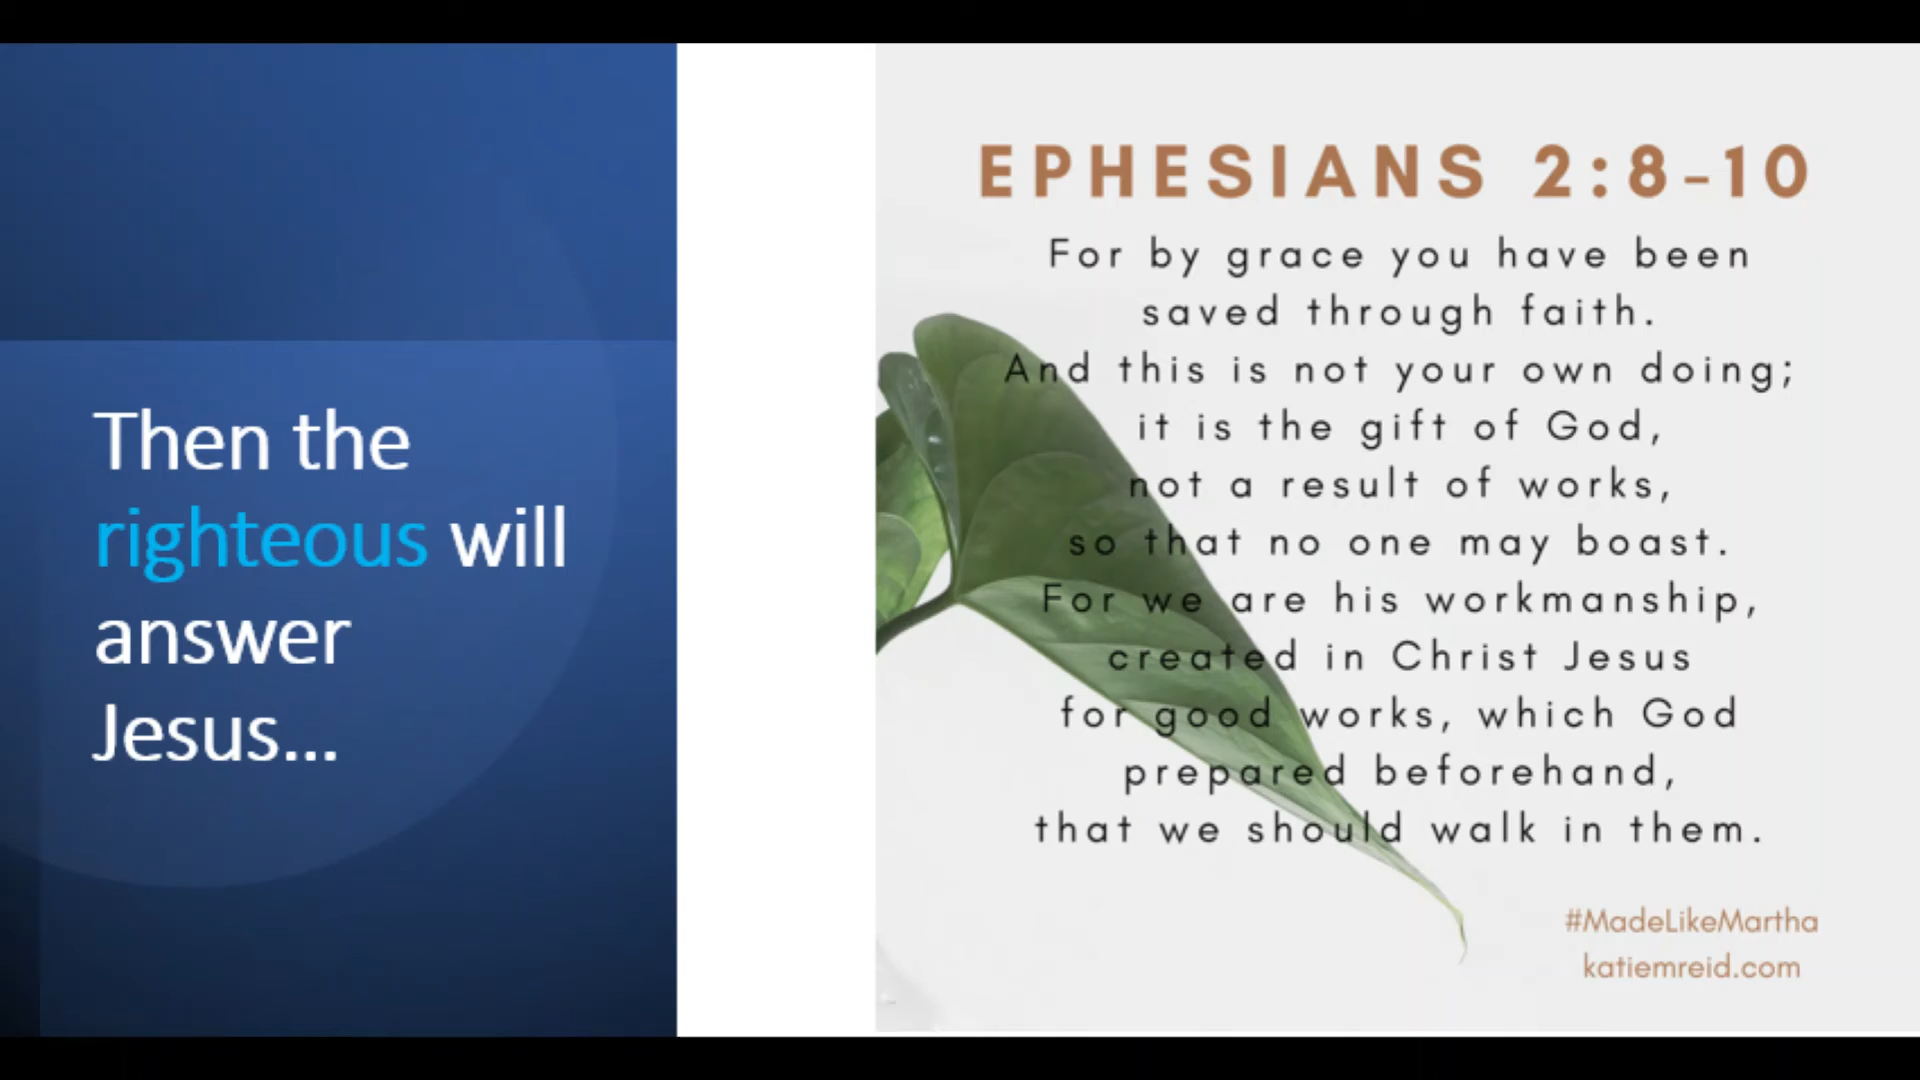 Then the
righteous will
answer
Jesus...
EPHESIANS 2:8-10
For by grace you have been
saved through faith.
And this is not your own doing;
it is the gift of God,
not a result of works,
so that no one may boast.
For we are his workmanship,
created in Christ Jesus
for good works, which God
prepared beforehand,
that we should walk in them.
#MadeLikeMartha
katiemreid.com